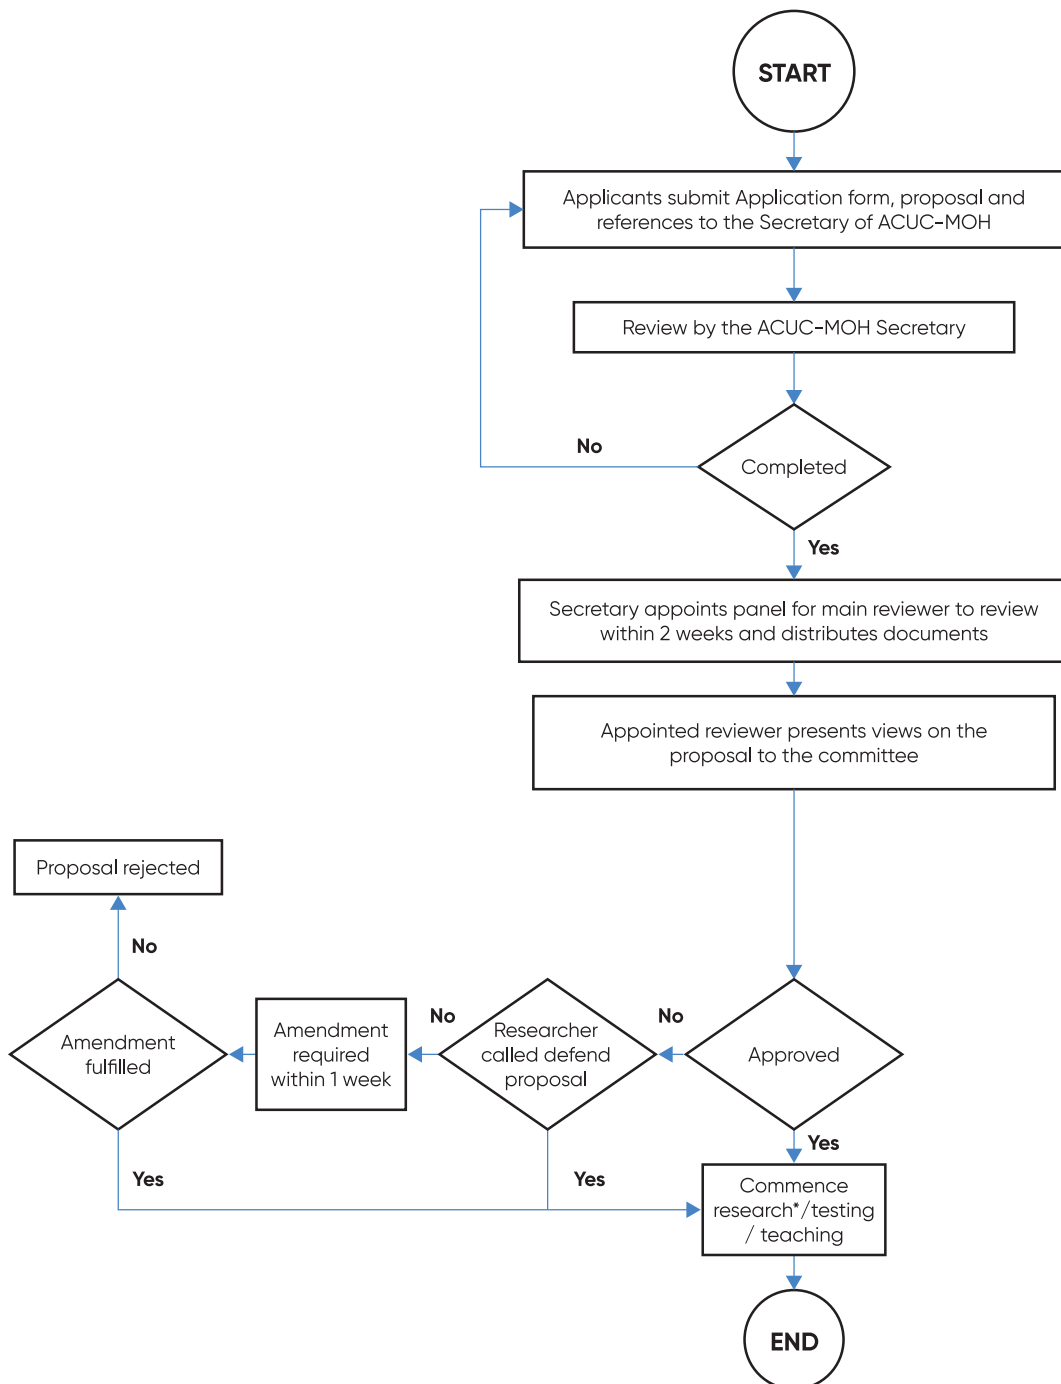 START
Applicants submit Application form, proposal and
references to the Secretary of ACUC-MOH
Review by the ACUC-MOH Secretary
No
Completed
Yes
Secretary appoints panel for main reviewer to review
within 2 weeks and distributes documents
Appointed reviewer presents views on the
proposal to the committee
Proposal rejected
No
Amendment
fulfilled
Amendment
required
within 1 week
No
Researcher
called defend
proposal
No
Approved
Yes
Yes
Yes
Commence
research*/testing
/ teaching
END